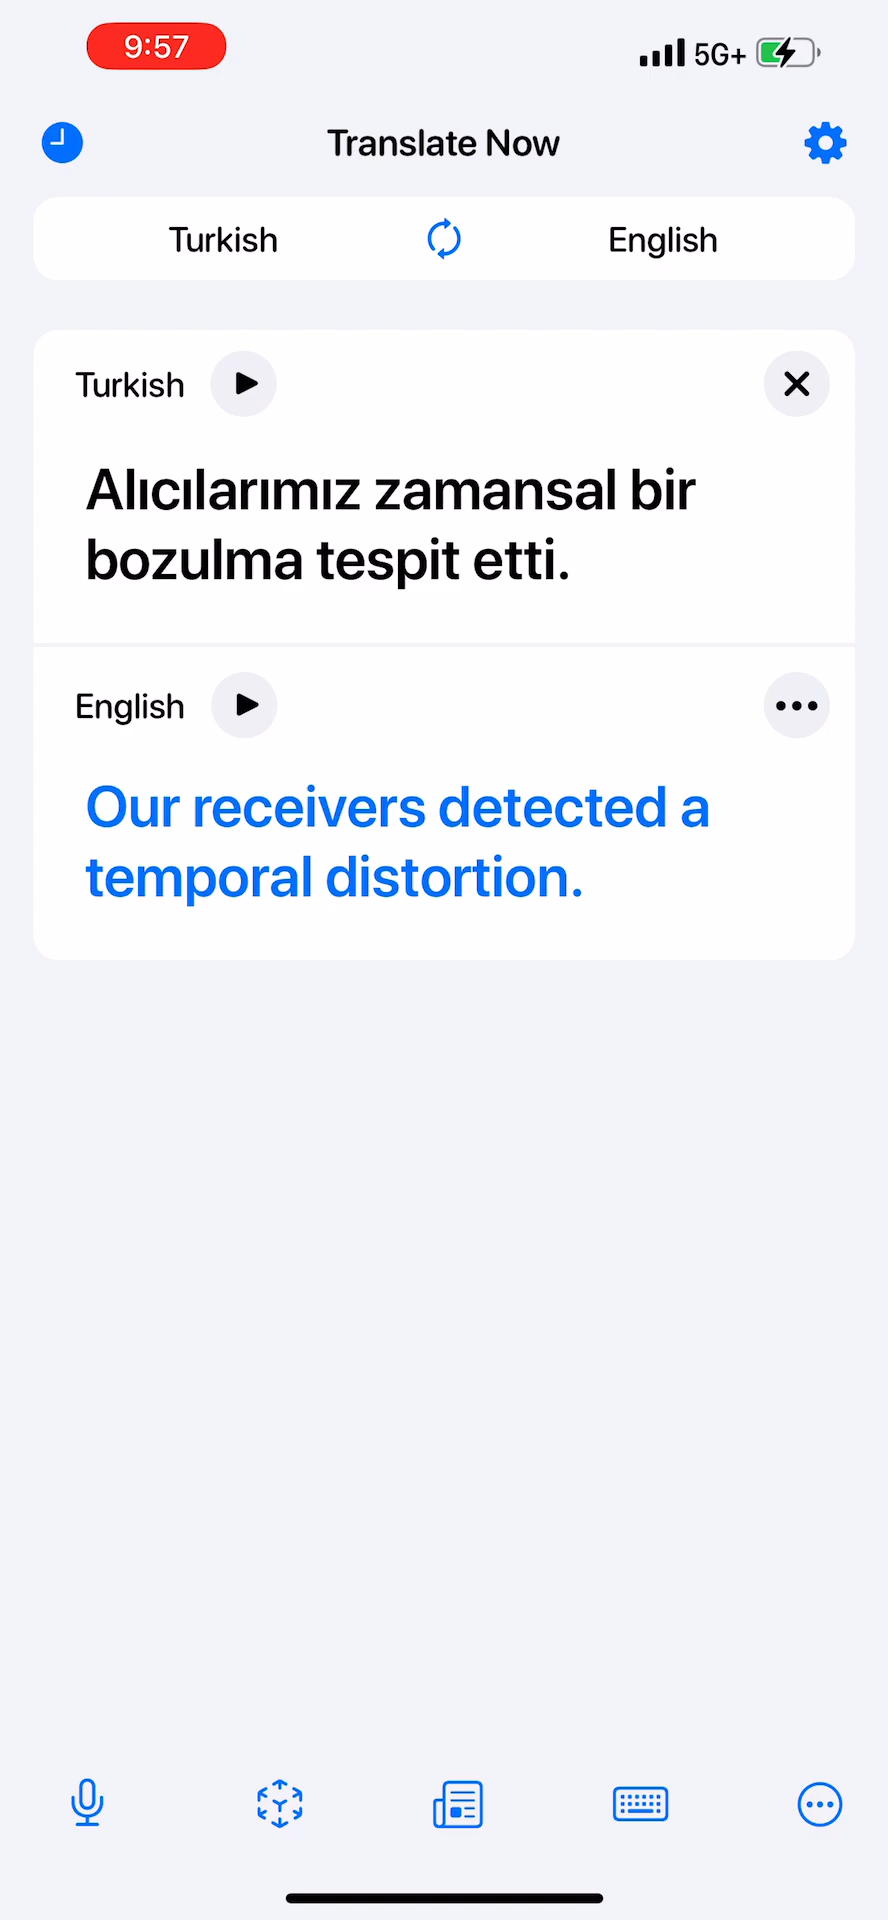 9:57
5G+
Translate Now
Turkish
English
Turkish
Alıcılarımız zamansal bir
bozulma tespit etti.
English
Our receivers detected a
temporal distortion.